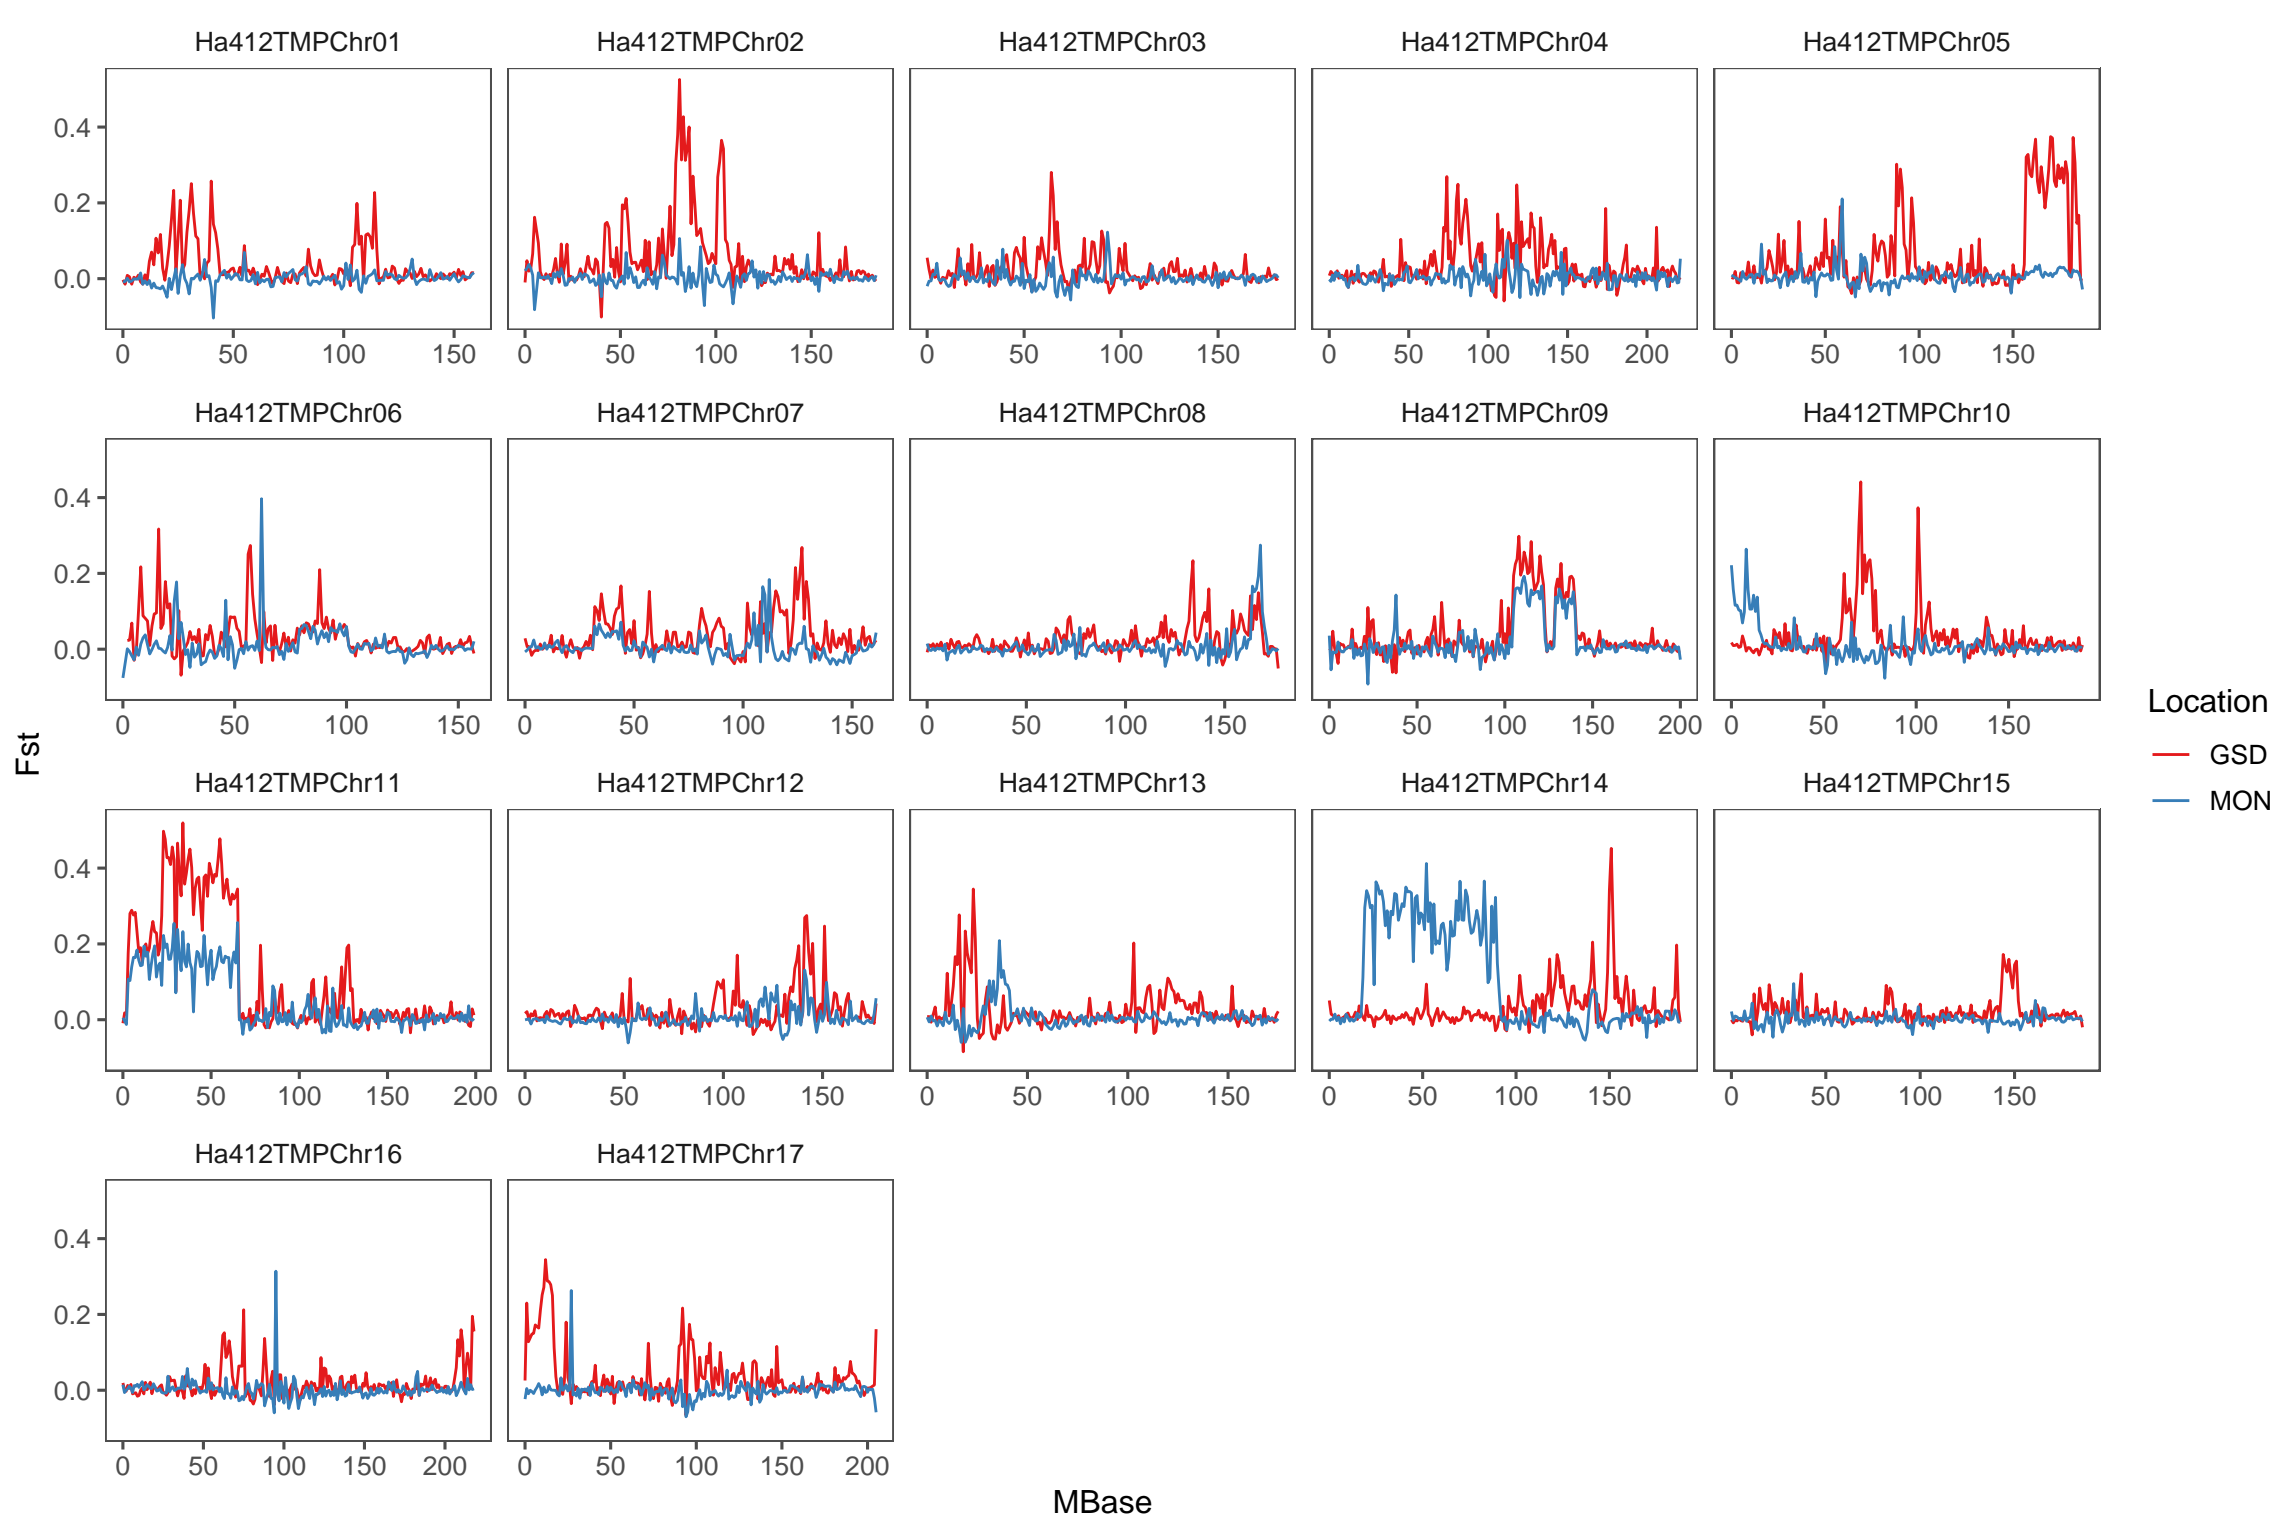 Ha412TMPChr01 Ha412TMPChr02 Ha412TMPChr03 Ha412TMPChr04 Ha412TMPChr05
0.4
0.2
0.0
0 50 100 150 0 50 100 150 0 50 100 150 0 50 100 150 200 0 50 100 150
Ha412TMPChr06 Ha412TMPChr07 Ha412TMPChr08 Ha412TMPChr09 Ha412TMPChr10
0.4
0.2
0.0
0 50 100 150 0 50 100 150 0 50 100 150 0 50 100 150 200 0 50 100 150
Fst
Location
GSD
MON
Ha412TMPChr11 Ha412TMPChr12 Ha412TMPChr13 Ha412TMPChr14 Ha412TMPChr15
0.4
0.2
0.0
0 50 100 150 200 0 50 100 150 0 50 100 150 0 50 100 150 0 50 100 150
Ha412TMPChr16 Ha412TMPChr17
0.4
0.2
0.0
0 50 100 150 200 0 50 100 150 200
MBase